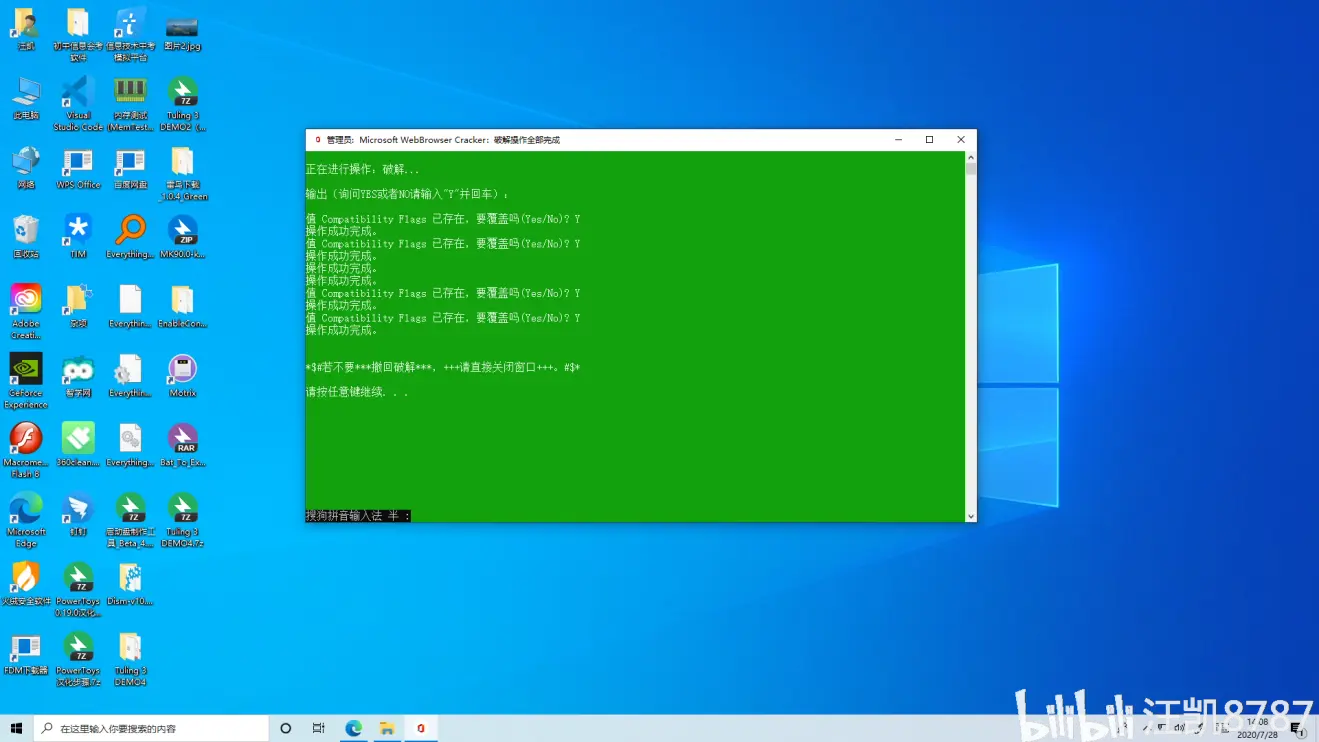 汪凯
初中信息会考
软件
信息技术中考
模拟平台
图片2.jpg
此电脑
Visual
Studio Code
内存测试
(MemTest...
Tuling 3
DEMO2（...
网络
WPS Office
百度网盘
雷鸟下载
_1.0.4_Green
回收站
TIM
Everything...
MK90.0-k...
Adobe
Creati...
Everythin...
EnableCon...
GeForce
Experience
智学网
Everythin...
Motrix
Macrome...
Flash 8
360clean....
Everything...
Bat_To_Ex...
Microsoft
Edge
钉钉
启动盘制作工
具_Beta_4....
Tuling 3
DEMO4.7z
火绒安全软件
PowerToys
0.19.0汉化...
Dism-v10....
FDM下载器
PowerToys
汉化步骤.7z
Tuling 3
DEMO4
7Z
ZIP
RAR
管理员: Microsoft WebBrowser Cracker：破解操作全部完成
正在进行操作：破解...
输出（询问YES或者NO请输入"Y"并回车）：
值 Compatibility Flags 已存在，要覆盖吗(Yes/No)? Y
操作成功完成。
值 Compatibility Flags 已存在，要覆盖吗(Yes/No)? Y
操作成功完成。
操作成功完成。
操作成功完成。
值 Compatibility Flags 已存在，要覆盖吗(Yes/No)? Y
操作成功完成。
值 Compatibility Flags 已存在，要覆盖吗(Yes/No)? Y
操作成功完成。
*$#若不要***撤回破解***，+++请直接关闭窗口+++。#$*
请按任意键继续. . .
搜狗拼音输入法 半 :
在这里输入你要搜索的内容
14:08
2020/7/28
bilibili 汪凯8787